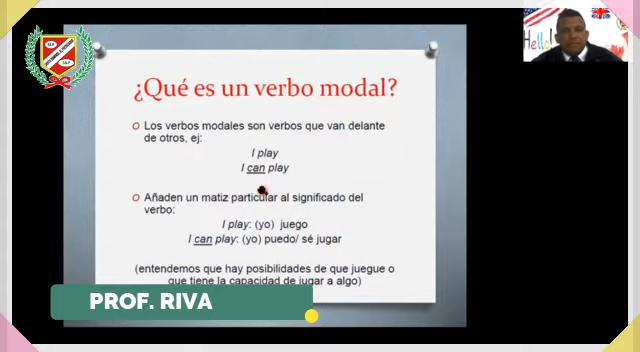 Hello!
¿Qué es un verbo modal?
Los verbos modales son verbos que van delante
de otros, ej:
I play
I can play
Añaden un matiz particular al significado del
verbo:
I play: (yo) juego
I can play: (yo) puedo/ sé jugar
(entendemos que hay posibilidades de que juegue o
que tiene la capacidad de jugar a algo)
PROF. RIVA